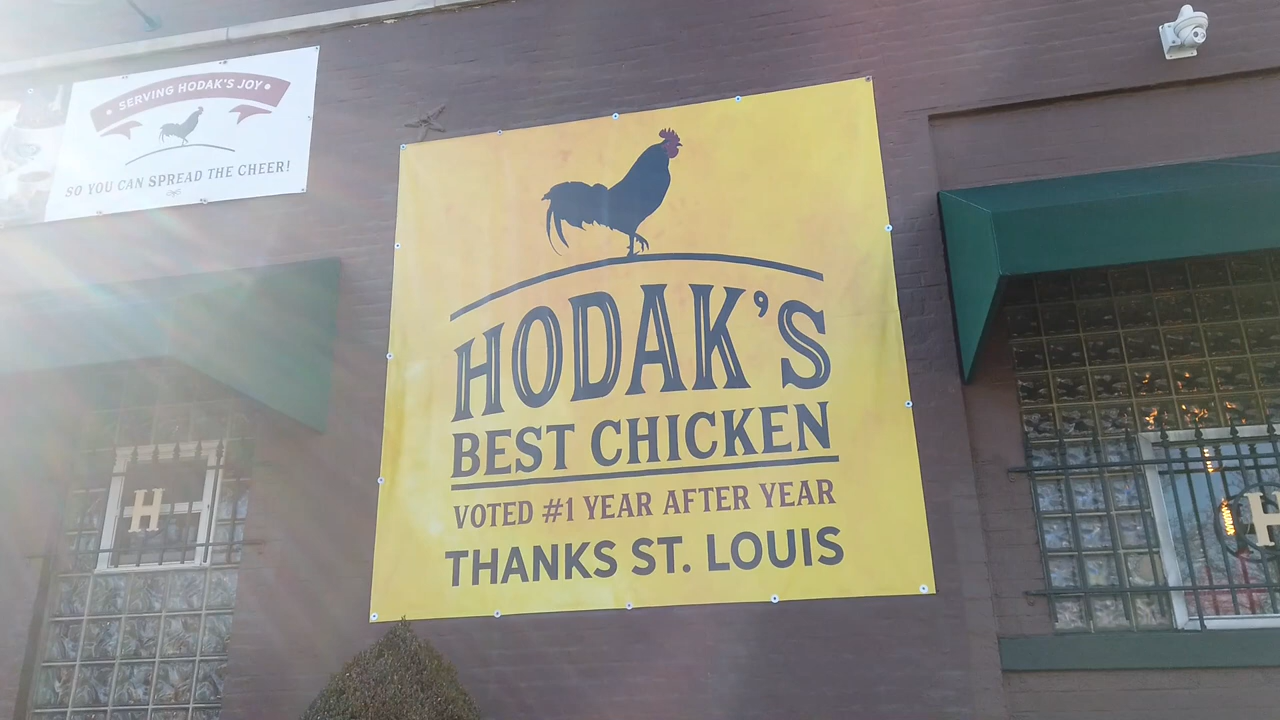 SERVING HODAK'S JOY
SO YOU CAN SPREAD THE CHEER!
HODAK'S
BEST CHICKEN
VOTED #1 YEAR AFTER YEAR
THANKS ST. LOUIS
H
H